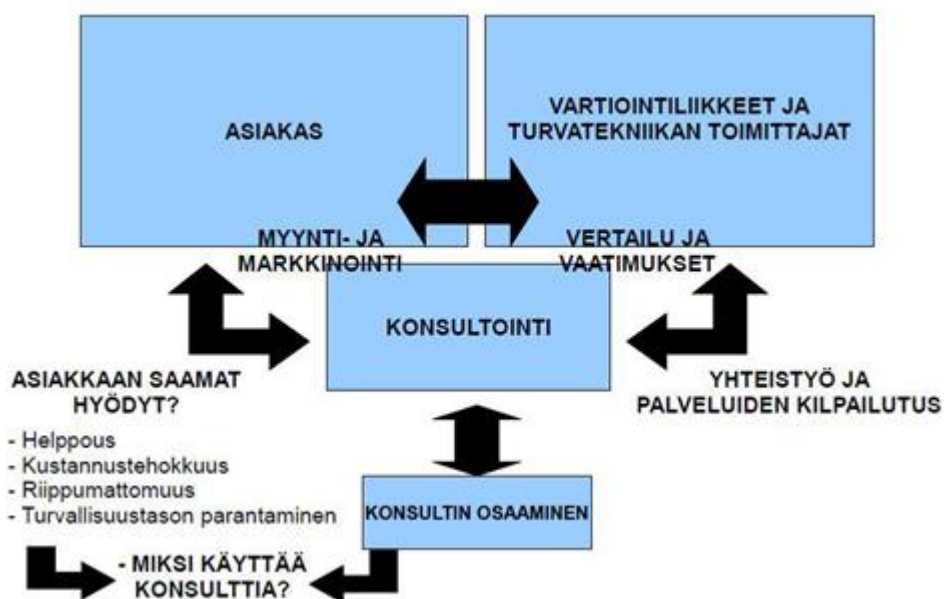 ASIAKAS
VARTIOINTILIIKKEET JA
TURVATEKNIIKAN TOIMITTAJAT
MYYNTI- JA
MARKKINOINTI
VERTAILU JA
VAATIMUKSET
KONSULTOINTI
ASIAKKAAN SAAMAT
HYÖDYT?
- Helppous
- Kustannustehokkuus
- Riippumattomuus
- Turvallisuustason parantaminen
YHTEISTYÖ JA
PALVELUIDEN KILPAILUTUS
KONSULTIN OSAAMINEN
- MIKSI KÄYTTÄÄ
KONSULTTIA?